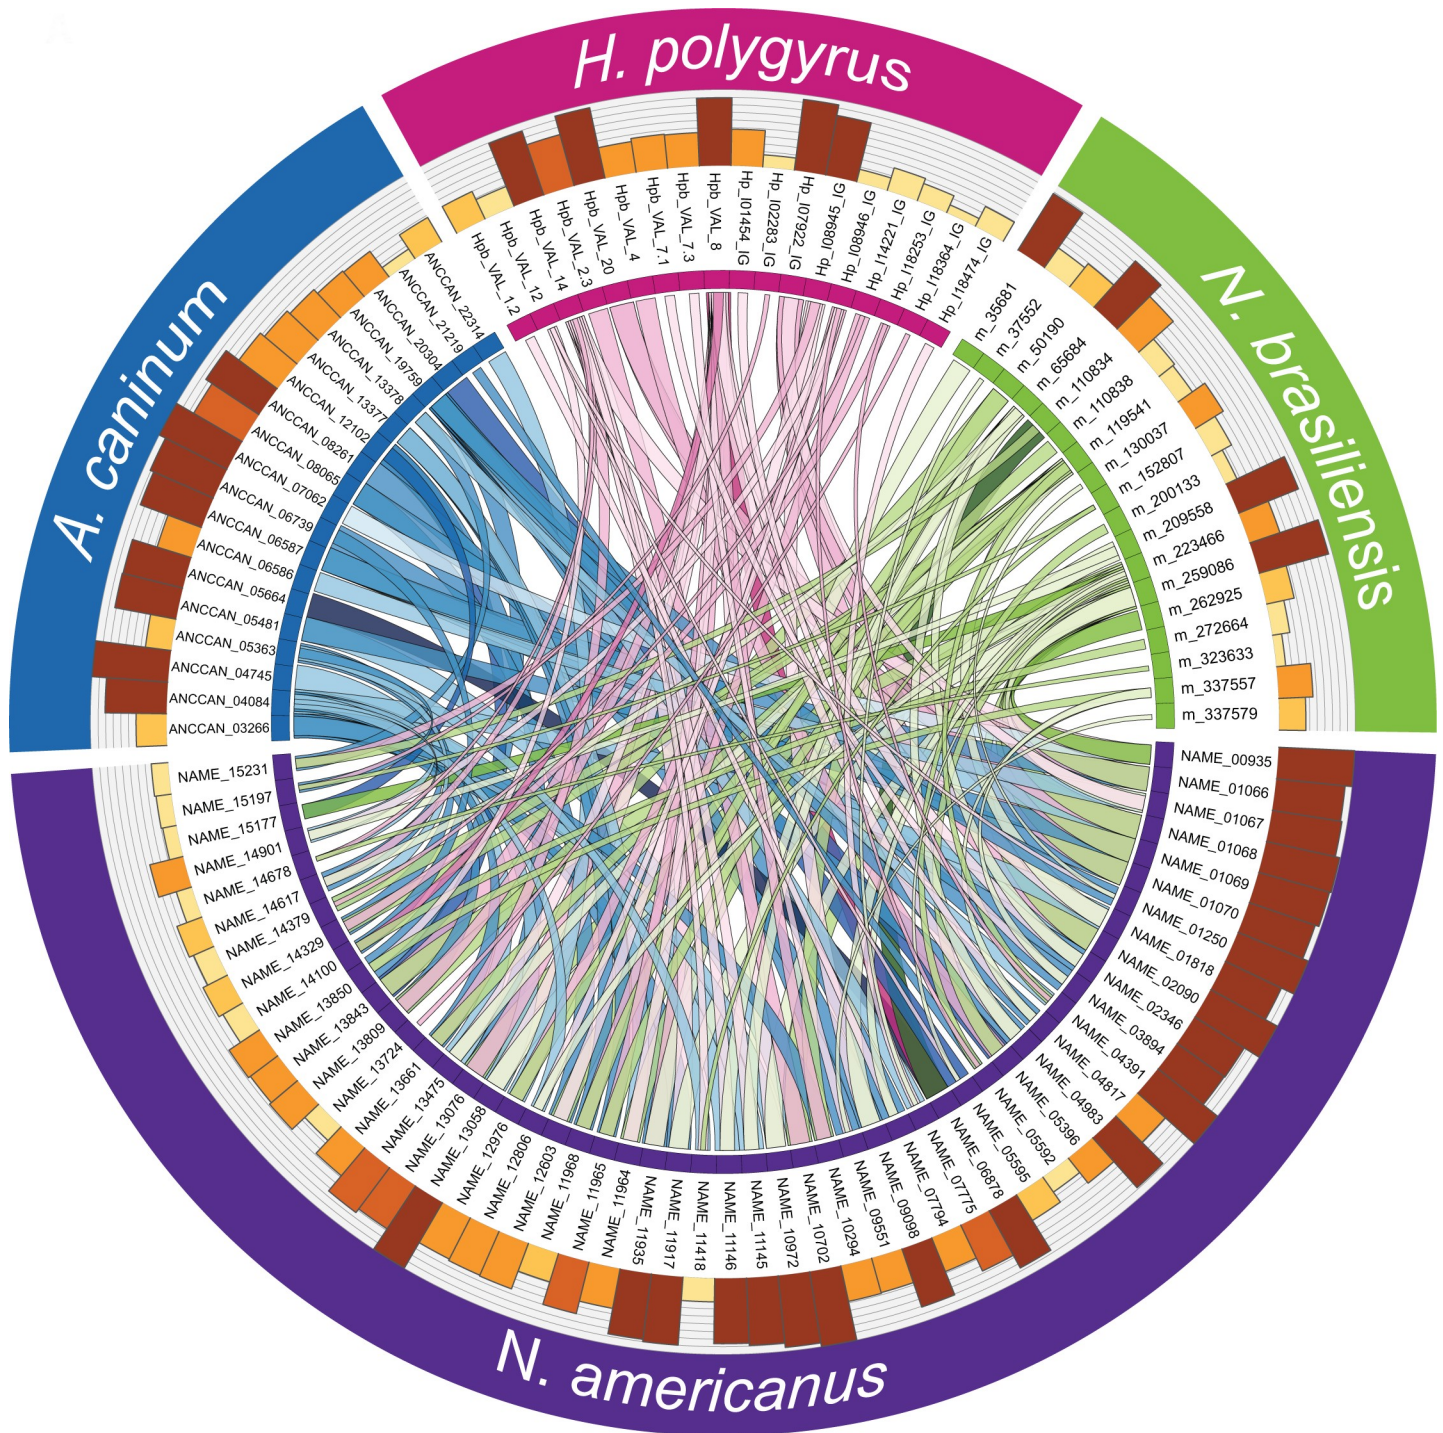 H. polygyrus
N. brasiliensis
N. americanus
A. caninum
Hpb_VAL_1.2
Hpb_VAL_12
Hpb_VAL_14
Hpb_VAL_2.3
Hpb_VAL_20
Hpb_VAL_4
Hpb_VAL_7.1
Hpb_VAL_7.3
Hpb_VAL_8
Hp_I01454_IG
Hp_I02283_IG
Hp_I07922_IG
Hp_I08945_IG
Hp_I08946_IG
Hp_I14221_IG
Hp_I18253_IG
Hp_I18364_IG
Hp_I18474_IG
m_35681
m_37552
m_50190
m_65684
m_110834
m_110838
m_119541
m_130037
m_152807
m_200133
m_209558
m_223466
m_259086
m_262925
m_272664
m_323633
m_337557
m_337579
NAME_00935
NAME_01066
NAME_01067
NAME_01068
NAME_01069
NAME_01070
NAME_01250
NAME_01818
NAME_02090
NAME_02346
NAME_03894
NAME_04391
NAME_04817
NAME_04983
NAME_05396
NAME_05592
NAME_05595
NAME_06878
NAME_07775
NAME_07794
NAME_09098
NAME_09551
NAME_10294
NAME_10702
NAME_10972
NAME_11145
NAME_11146
NAME_11418
NAME_11917
NAME_11935
NAME_11964
NAME_11965
NAME_11968
NAME_12603
NAME_12806
NAME_12976
NAME_13058
NAME_13076
NAME_13475
NAME_13661
NAME_13724
NAME_13809
NAME_13843
NAME_13850
NAME_14100
NAME_14329
NAME_14379
NAME_14617
NAME_14678
NAME_14901
NAME_15177
NAME_15197
NAME_15231
ANCCAN_03266
ANCCAN_04084
ANCCAN_04745
ANCCAN_05363
ANCCAN_05481
ANCCAN_05664
ANCCAN_06586
ANCCAN_06587
ANCCAN_06739
ANCCAN_07062
ANCCAN_08065
ANCCAN_08261
ANCCAN_12102
ANCCAN_13377
ANCCAN_13378
ANCCAN_19759
ANCCAN_20304
ANCCAN_21219
ANCCAN_22314